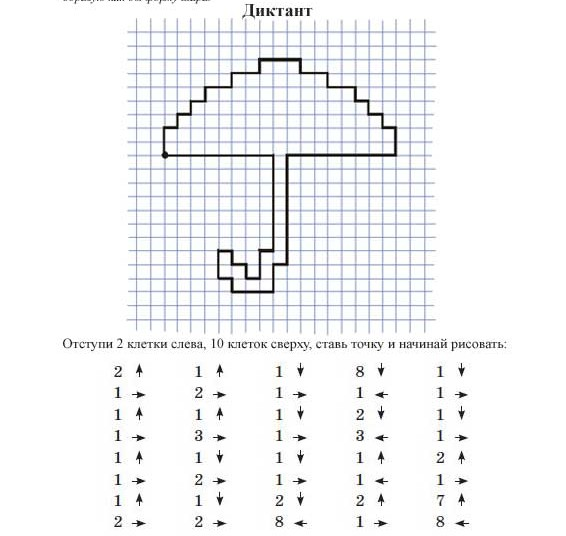 Диктант
Отступи 2 клетки слева, 10 клеток сверху, ставь точку и начинай рисовать:
2 ↑ 1 ↑ 1 ↓ 8 ↓ 1 ↓
1 → 2 → 1 → 1 ← 1 →
1 ↑ 1 ↑ 1 ↓ 2 ↓ 1 ↓
1 → 3 → 1 → 3 ← 1 →
1 ↑ 1 ↓ 1 ↓ 1 ↑ 2 ↑
1 → 2 → 1 → 1 ← 1 →
1 ↑ 1 ↓ 2 ↓ 2 ↑ 7 ↑
2 → 2 → 8 ← 1 → 8 ←